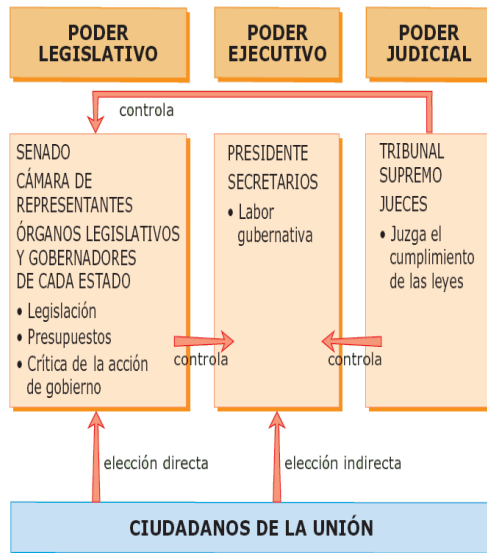 PODER
LEGISLATIVO
PODER
EJECUTIVO
PODER
JUDICIAL
controla
SENADO
CÁMARA DE
REPRESENTANTES
ÓRGANOS LEGISLATIVOS
Y GOBERNADORES
DE CADA ESTADO
• Legislación
• Presupuestos
• Crítica de la acción
de gobierno
controla
PRESIDENTE
SECRETARIOS
• Labor
gubernativa
controla
TRIBUNAL
SUPREMO
JUECES
• Juzga el
cumplimiento
de las leyes
elección directa
elección indirecta
CIUDADANOS DE LA UNIÓN